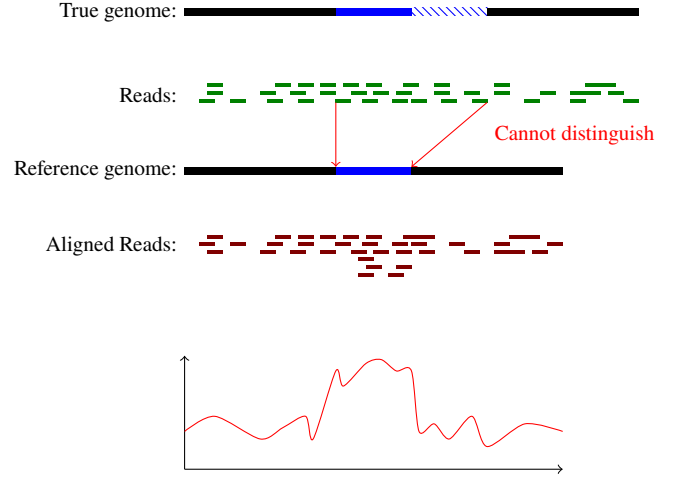 True genome:
Reads:
Cannot distinguish
Reference genome:
Aligned Reads: